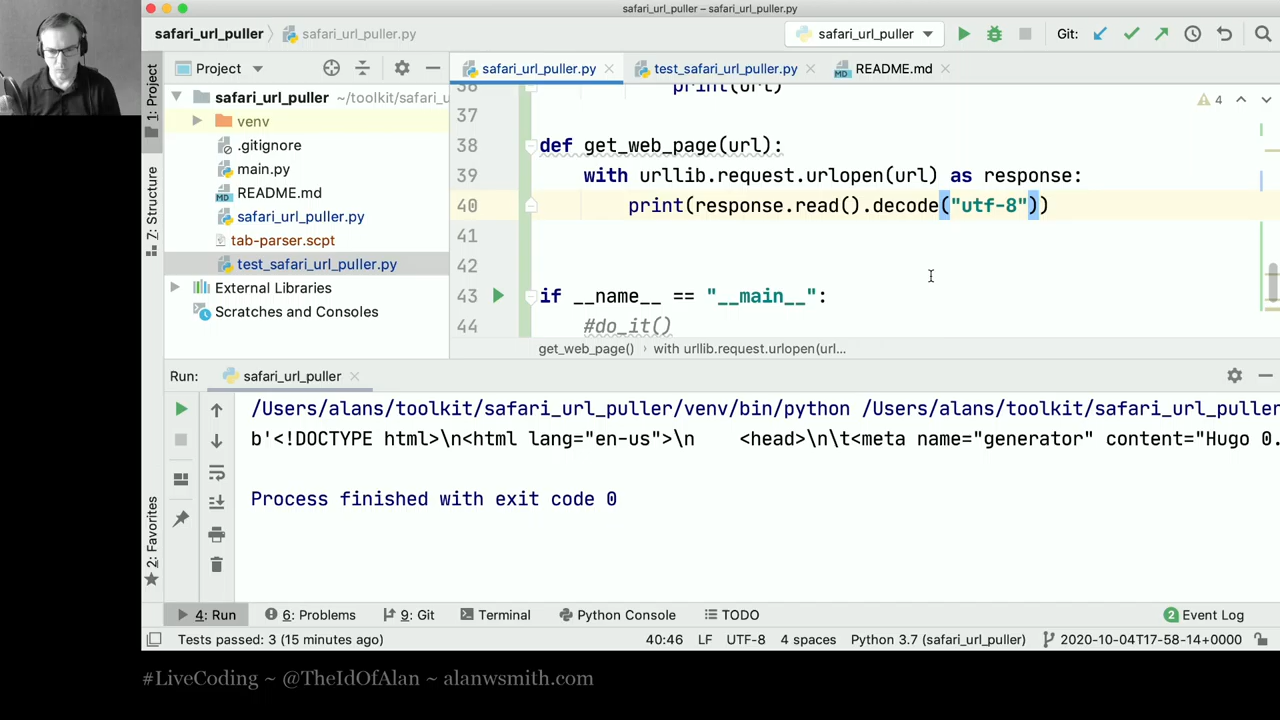 safari_url_puller – safari_url_puller.py
safari_url_puller
safari_url_puller.py
safari_url_puller
Git:
1: Project
Project
safari_url_puller.py
test_safari_url_puller.py
README.md
safari_url_puller ~/toolkit/safari_u
venv
.gitignore
main.py
README.md
safari_url_puller.py
tab-parser.scpt
test_safari_url_puller.py
External Libraries
Scratches and Consoles
7: Structure
2: Favorites
36 print(url)
4
37
38 def get_web_page(url):
39 with urllib.request.urlopen(url) as response:
40 print(response.read().decode("utf-8"))
41
42
43 if __name__ == "__main__":
44 #do_it()
get_web_page() › with urllib.request.urlopen(url...
Run: safari_url_puller
/Users/alans/toolkit/safari_url_puller/venv/bin/python /Users/alans/toolkit/safari_url_puller
b'<!DOCTYPE html>\n<html lang="en-us">\n    <head>\n\t<meta name="generator" content="Hugo 0.
Process finished with exit code 0
4: Run
6: Problems
9: Git
Terminal
Python Console
TODO
2 Event Log
Tests passed: 3 (15 minutes ago)
40:46 LF UTF-8 4 spaces Python 3.7 (safari_url_puller) 2020-10-04T17-58-14+0000
#LiveCoding ~ @TheIdOfAlan ~ alanwsmith.com